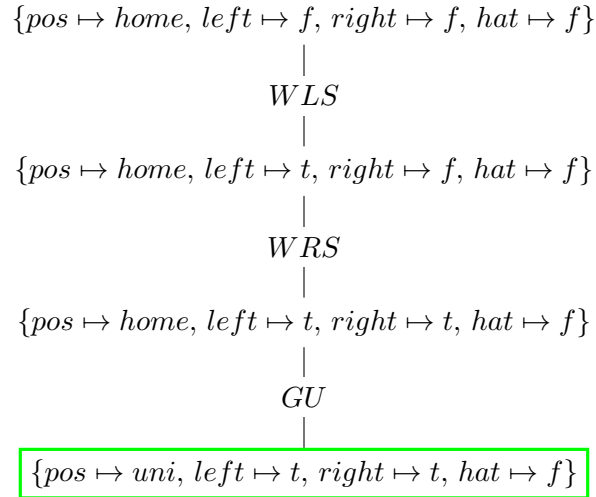 {pos ↦ home, left ↦ f, right ↦ f, hat ↦ f}
WLS
{pos ↦ home, left ↦ t, right ↦ f, hat ↦ f}
WRS
{pos ↦ home, left ↦ t, right ↦ t, hat ↦ f}
GU
{pos ↦ uni, left ↦ t, right ↦ t, hat ↦ f}